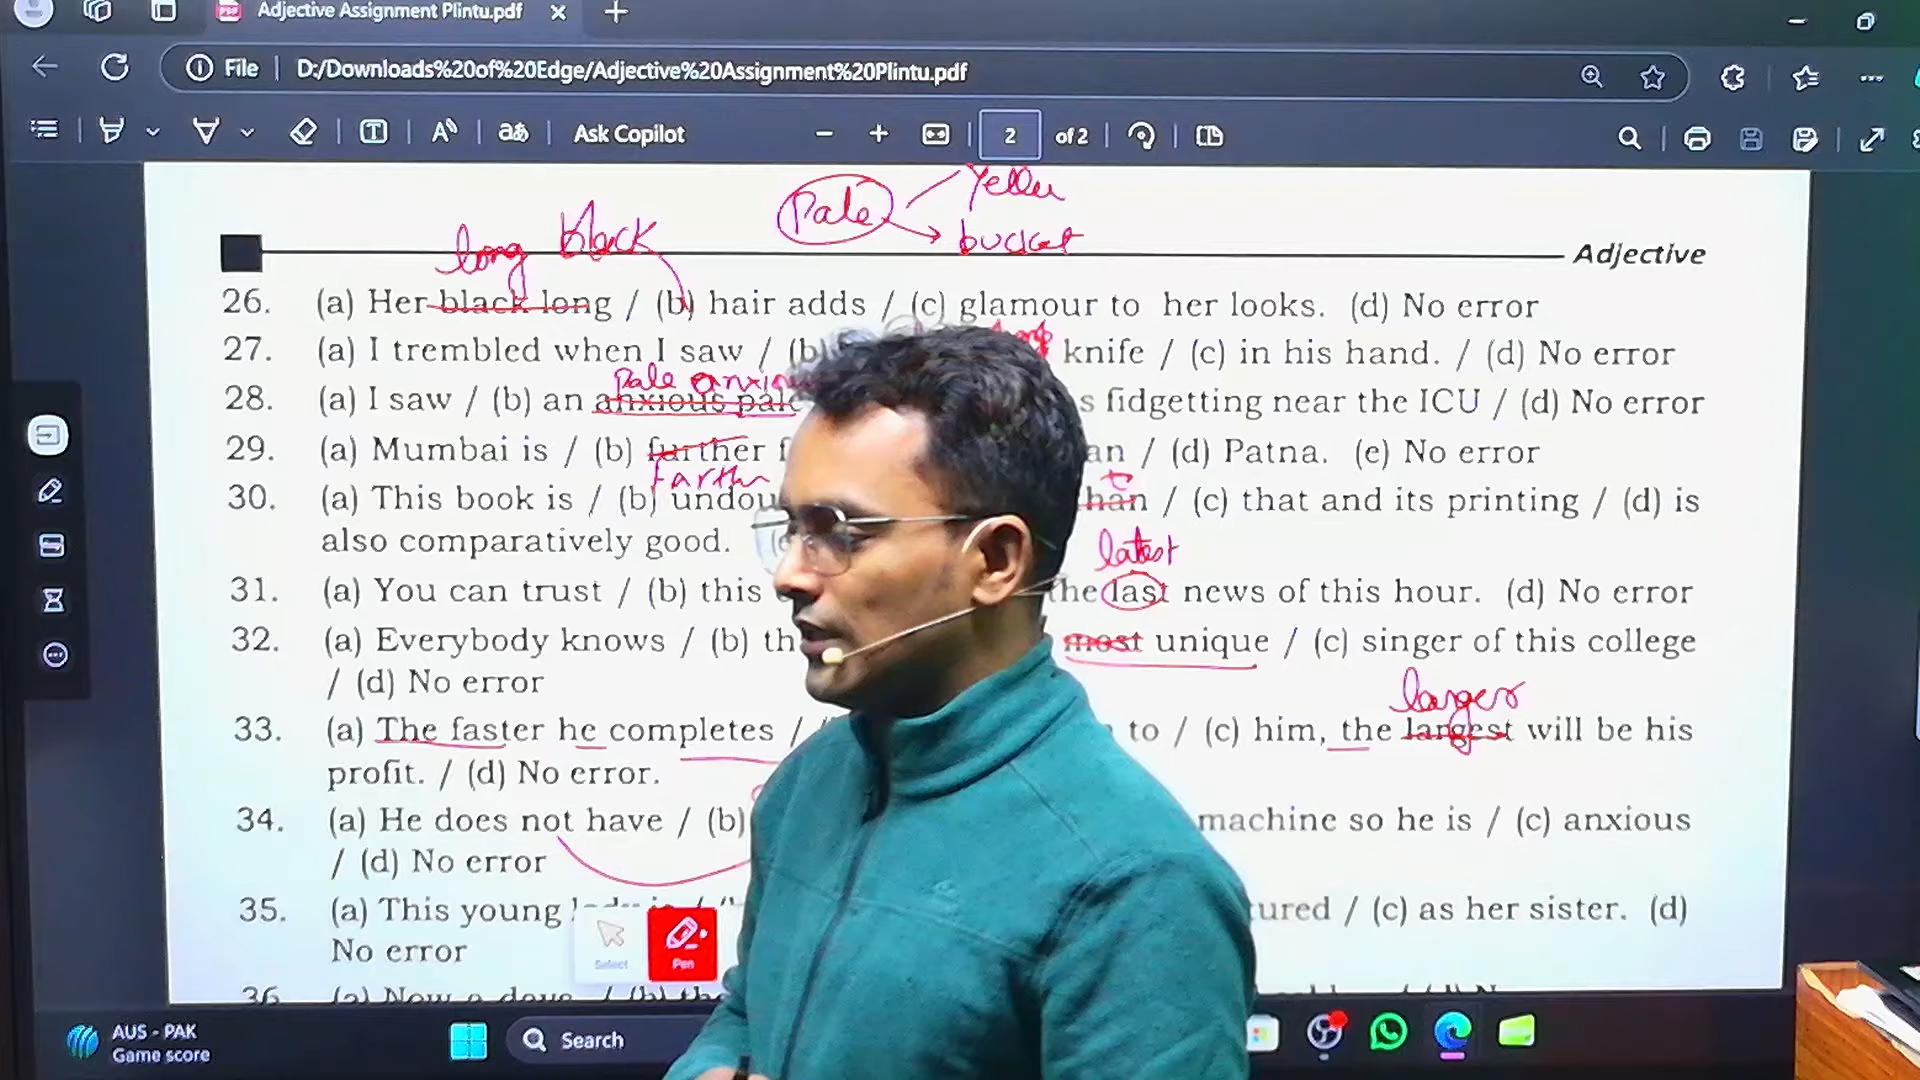 Adjective Assignment Plintu.pdf
File D:/Downloads%20of%20Edge/Adjective%20Assignment%20Plintu.pdf
Ask Copilot 2 of 2
Pale
bucket
long black
Adjective
26. (a) Her black long / (b) hair adds / (c) glamour to her looks. (d) No error
27. (a) I trembled when I saw / (b) knife / (c) in his hand. / (d) No error
pale
28. (a) I saw / (b) an anxious pale s fidgetting near the ICU / (d) No error
29. (a) Mumbai is / (b) further an / (d) Patna. (e) No error
30. (a) This book is / (b) han / (c) that and its printing / (d) is
also comparatively good.
latest
31. (a) You can trust / (b) this the last news of this hour. (d) No error
32. (a) Everybody knows / (b) most unique / (c) singer of this college
/ (d) No error
larger
33. (a) The faster he completes / to / (c) him, the largest will be his
profit. / (d) No error.
34. (a) He does not have / (b) machine so he is / (c) anxious
/ (d) No error
35. (a) This young tured / (c) as her sister. (d)
No error
Select Pen
36. (a) Now a days / (b)
AUS - PAK
Game score
Search